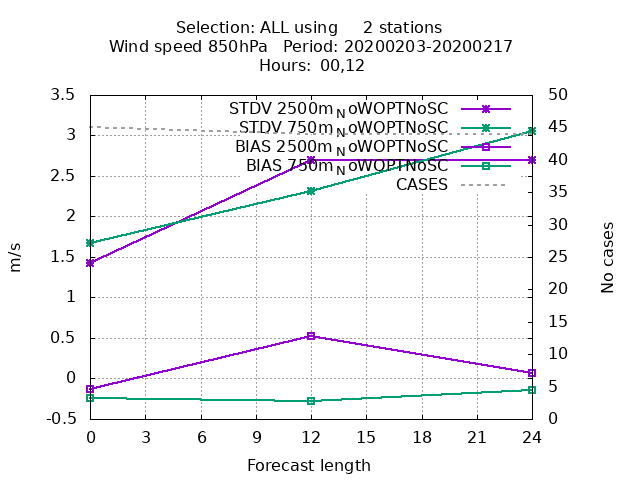 Selection: ALL using     2 stations
Wind speed 850hPa   Period: 20200203-20200217
Hours: 00,12
STDV 2500m_NoWOPTNoSC
STDV 750m_NoWOPTNoSC
BIAS 2500m_NoWOPTNoSC
BIAS 750m_NoWOPTNoSC
CASES
m/s
3.5
3
2.5
2
1.5
1
0.5
0
-0.5
50
45
40
35
30
25
20
15
10
5
0
No cases
0 3 6 9 12 15 18 21 24
Forecast length